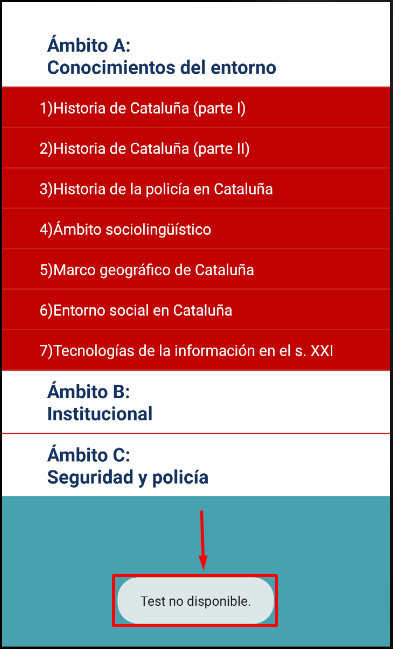 Ámbito A:
Conocimientos del entorno
1)Historia de Cataluña (parte I)
2)Historia de Cataluña (parte II)
3)Historia de la policía en Cataluña
4)Ámbito sociolingüístico
5)Marco geográfico de Cataluña
6)Entorno social en Cataluña
7)Tecnologías de la información en el s. XXI
Ámbito B:
Institucional
Ámbito C:
Seguridad y policía
Test no disponible.